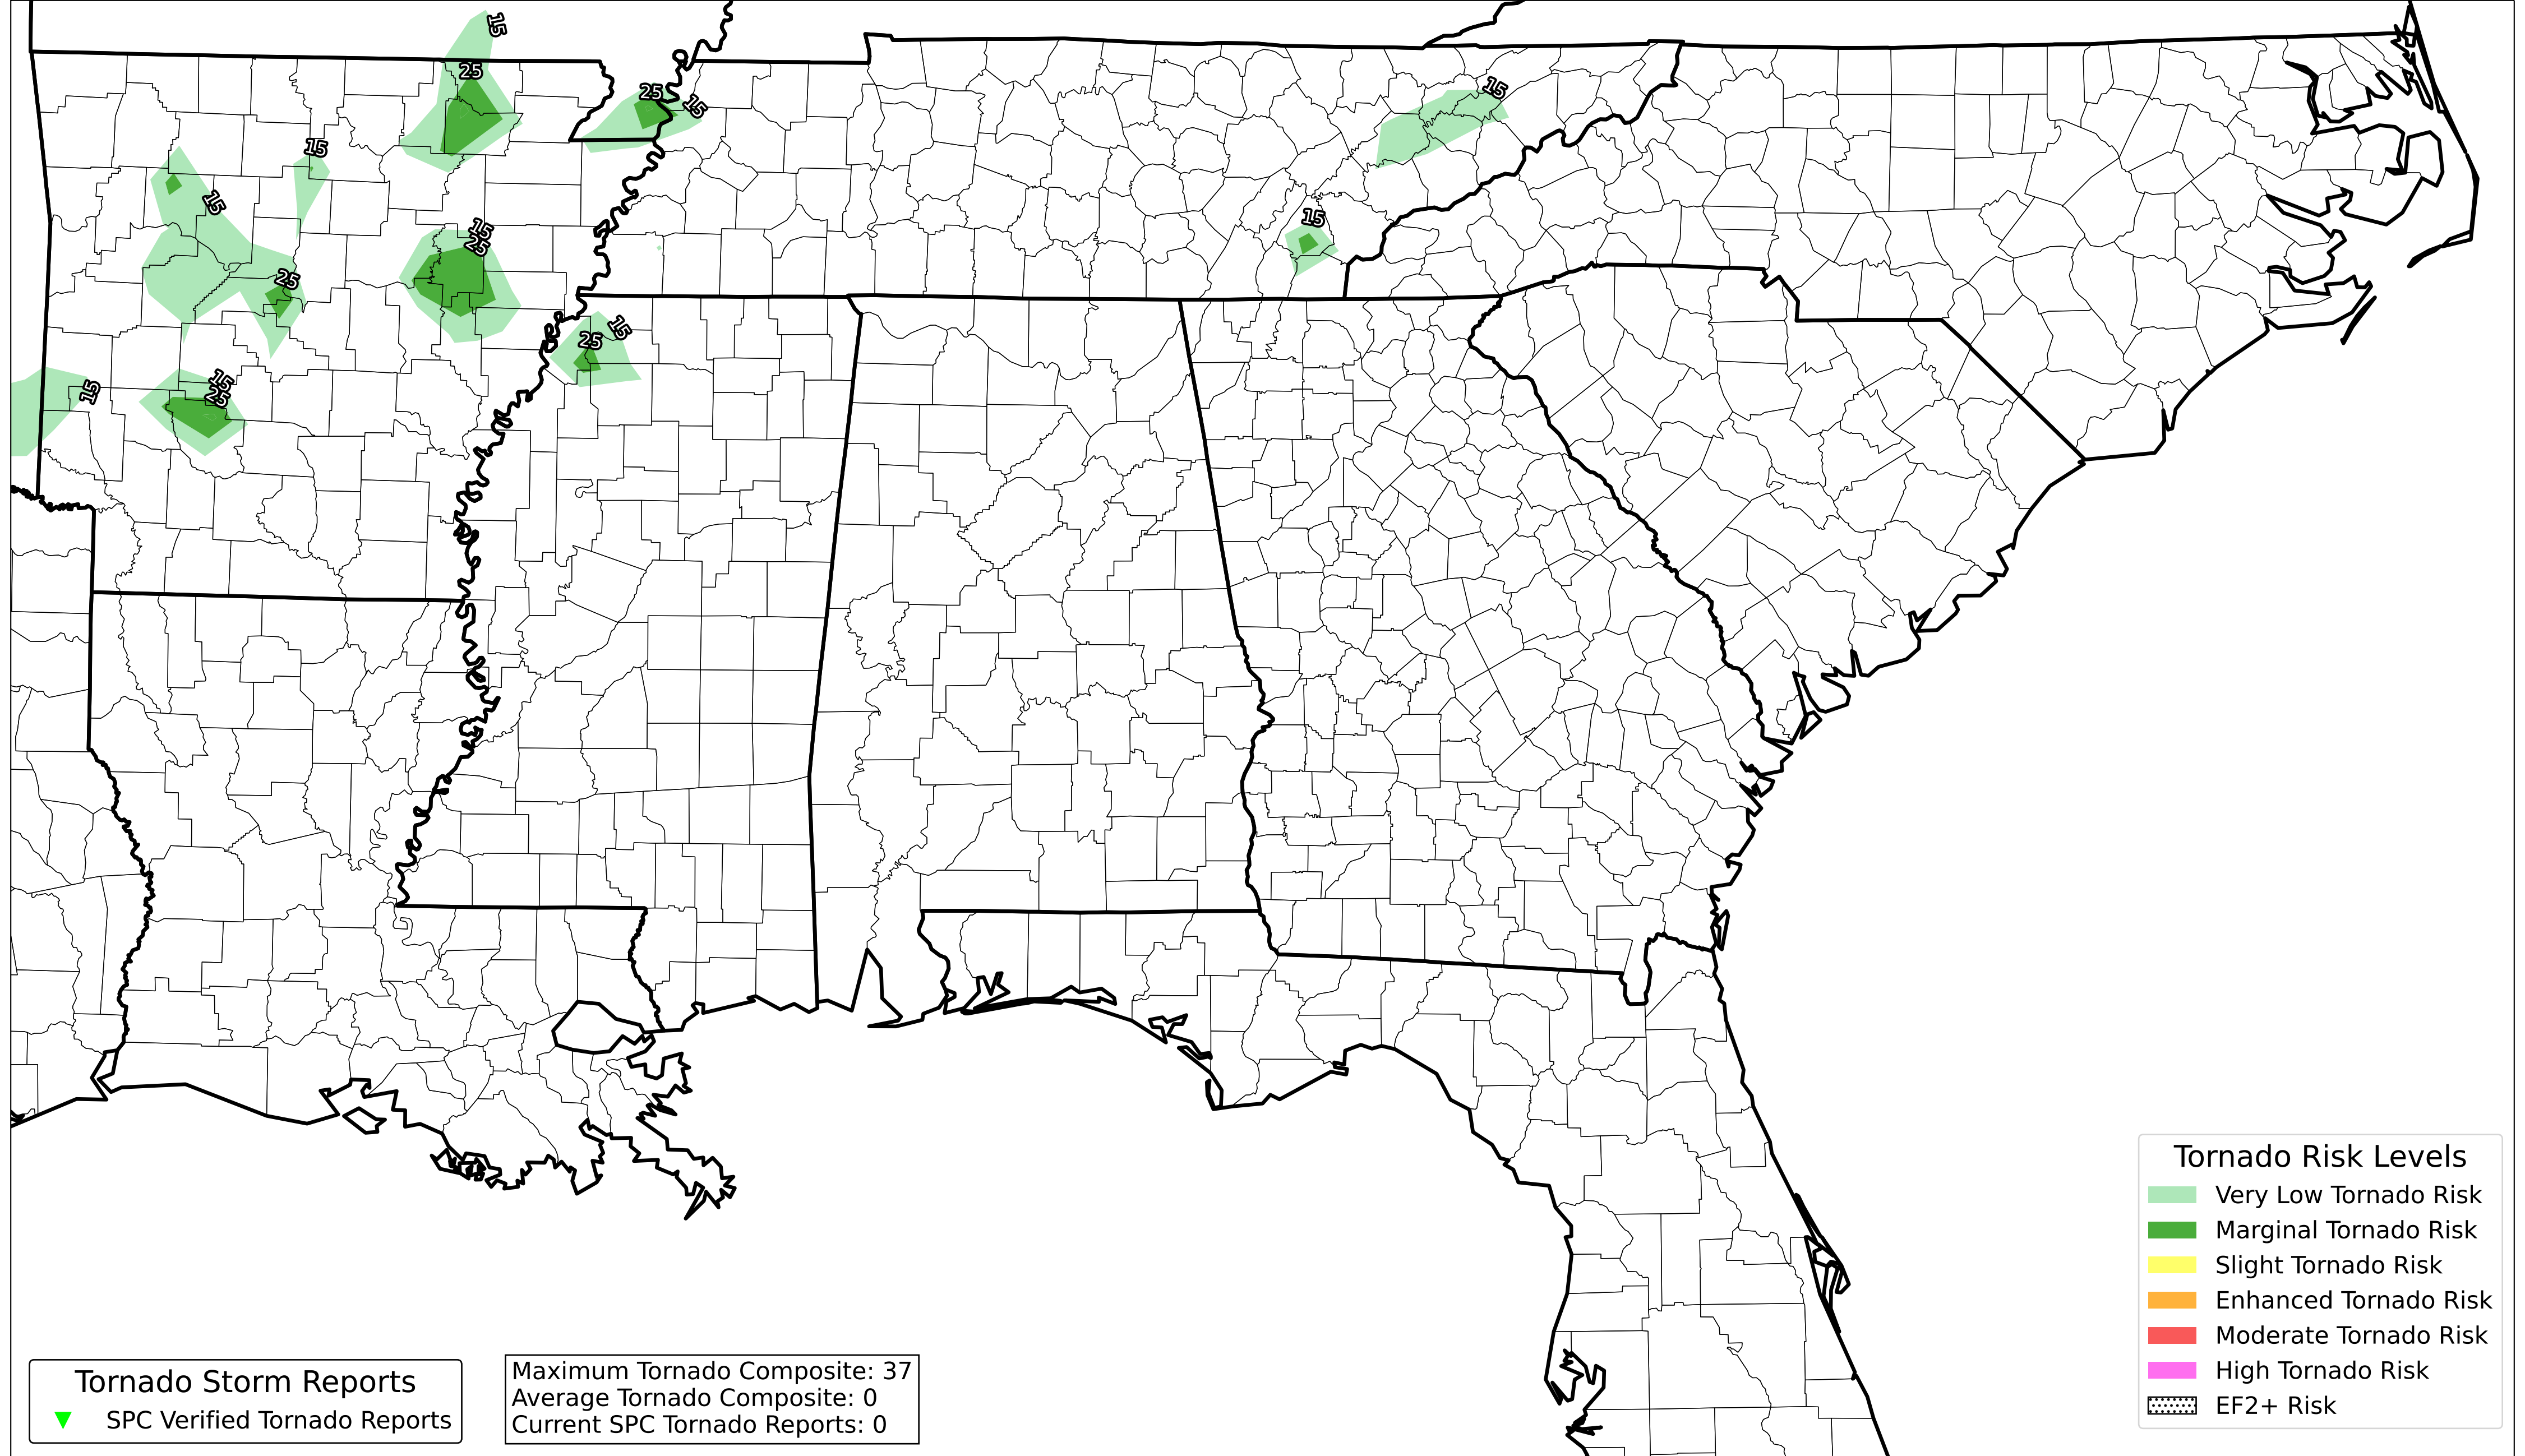 15
25
25
15
15
15
15
15
15
25
25
15
25
15
15
25
Tornado Risk Levels
Very Low Tornado Risk
Marginal Tornado Risk
Slight Tornado Risk
Enhanced Tornado Risk
Moderate Tornado Risk
High Tornado Risk
EF2+ Risk
Tornado Storm Reports
SPC Verified Tornado Reports
Maximum Tornado Composite: 37
Average Tornado Composite: 0
Current SPC Tornado Reports: 0